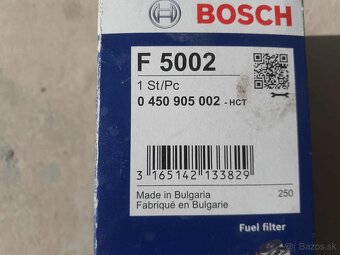 BOSCH
F 5002
1 St/Pc
0 450 905 002 - HCT
3 165142 133829
Made in Bulgaria
250
Fabriqué en Bulgarie
Fuel filter
Bazos.sk